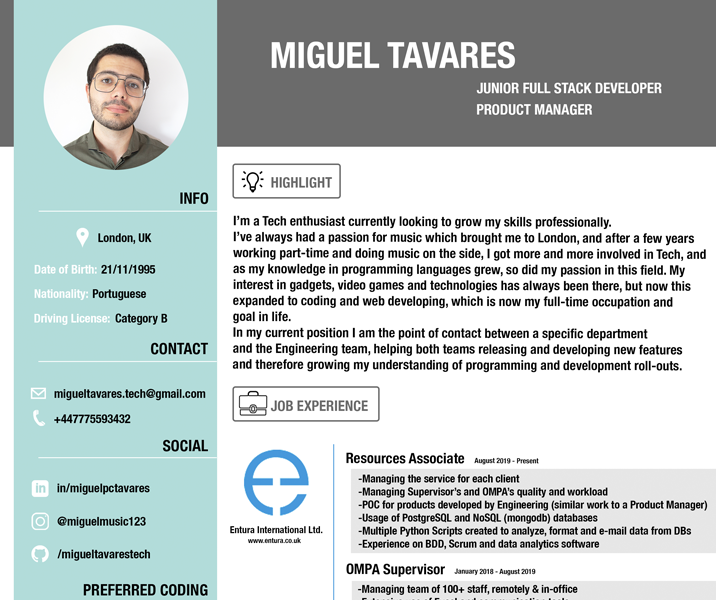 MIGUEL TAVARES
JUNIOR FULL STACK DEVELOPER
PRODUCT MANAGER
INFO
London, UK
Date of Birth: 21/11/1995
Nationality: Portuguese
Driving License: Category B
CONTACT
migueltavares.tech@gmail.com
+447775593432
SOCIAL
in
in/miguelpctavares
@miguelmusic123
/migueltavarestech
PREFERRED CODING
HIGHLIGHT
I'm a Tech enthusiast currently looking to grow my skills professionally.
I've always had a passion for music which brought me to London, and after a few years
working part-time and doing music on the side, I got more and more involved in Tech, and
as my knowledge in programming languages grew, so did my passion in this field. My
interest in gadgets, video games and technologies has always been there, but now this
expanded to coding and web developing, which is now my full-time occupation and
goal in life.
In my current position I am the point of contact between a specific department
and the Engineering team, helping both teams releasing and developing new features
and therefore growing my understanding of programming and development roll-outs.
JOB EXPERIENCE
Entura International Ltd.
www.entura.co.uk
Resources Associate August 2019 - Present
-Managing the service for each client
-Managing Supervisor's and OMPA's quality and workload
-POC for products developed by Engineering (similar work to a Product Manager)
-Usage of PostgreSQL and NoSQL (mongodb) databases
-Multiple Python Scripts created to analyze, format and e-mail data from DBs
-Experience on BDD, Scrum and data analytics software
OMPA Supervisor January 2018 - August 2019
-Managing team of 100+ staff, remotely & in-office